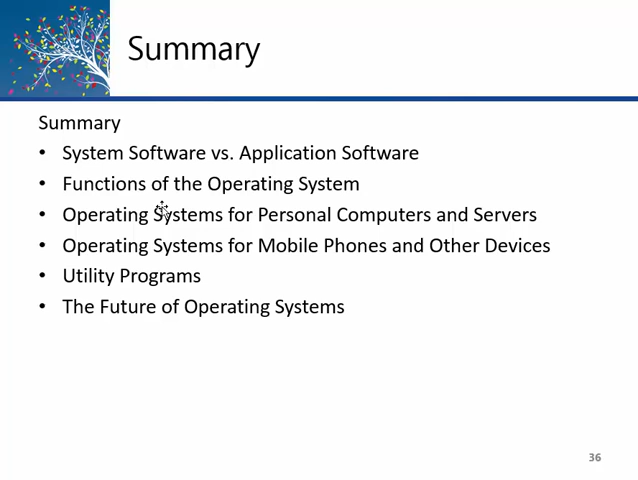 Summary
Summary
• System Software vs. Application Software
• Functions of the Operating System
• Operating Systems for Personal Computers and Servers
• Operating Systems for Mobile Phones and Other Devices
• Utility Programs
• The Future of Operating Systems
36